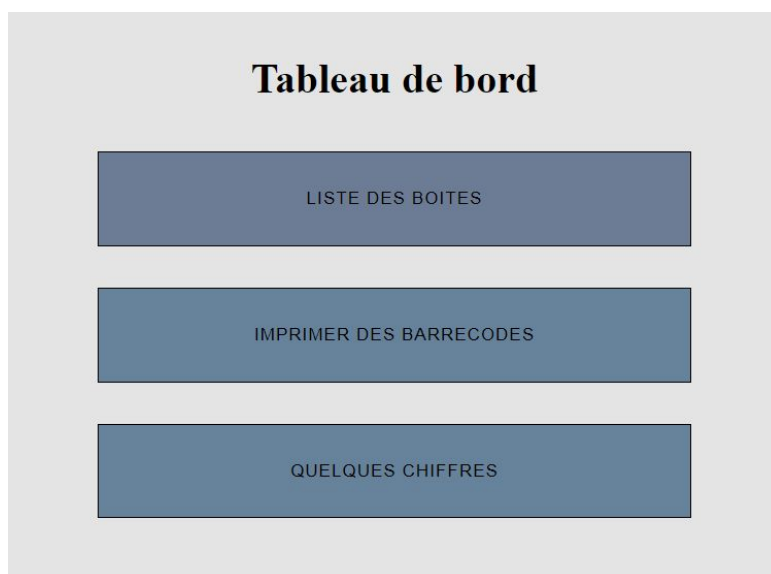 Tableau de bord
LISTE DES BOITES
IMPRIMER DES BARRECODES
QUELQUES CHIFFRES